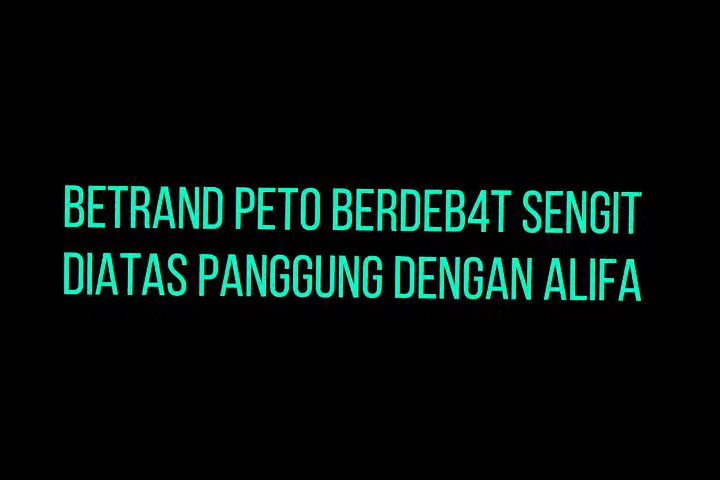 BETRAND PETO BERDEB4T SENGIT
DIATAS PANGGUNG DENGAN ALIFA